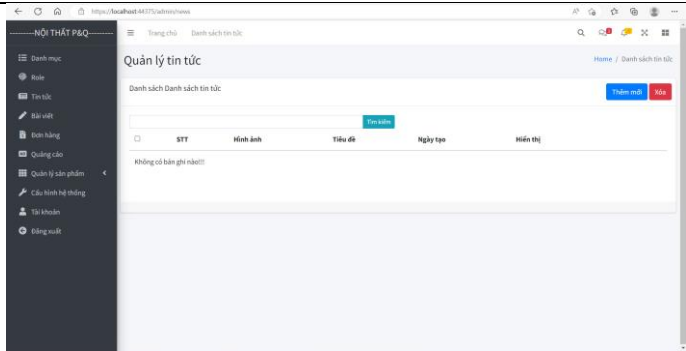 https://localhost:44375/admin/news
----------NỘI THẤT P&Q----------
Trang chủ Danh sách tin tức
Danh mục
Role
Tin tức
Bài viết
Đơn hàng
Quảng cáo
Quản lý sản phẩm
Cấu hình hệ thống
Tài khoản
Đăng xuất
Quản lý tin tức
Home / Danh sách tin tức
Danh sách Danh sách tin tức
Thêm mới Xóa
Tìm kiếm
STT Hình ảnh Tiêu đề Ngày tạo Hiển thị
Không có bản ghi nào!!!